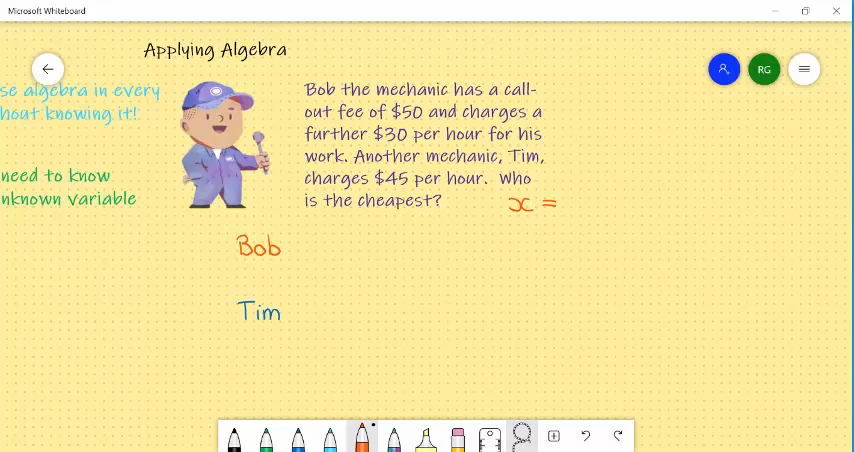 Microsoft Whiteboard
Applying Algebra
RG
se algebra in every
hout knowing it!
need to know
nknown variable
Bob the mechanic has a call-
out fee of $50 and charges a
further $30 per hour for his
work. Another mechanic, Tim,
charges $45 per hour. Who
is the cheapest?
x =
Bob
Tim